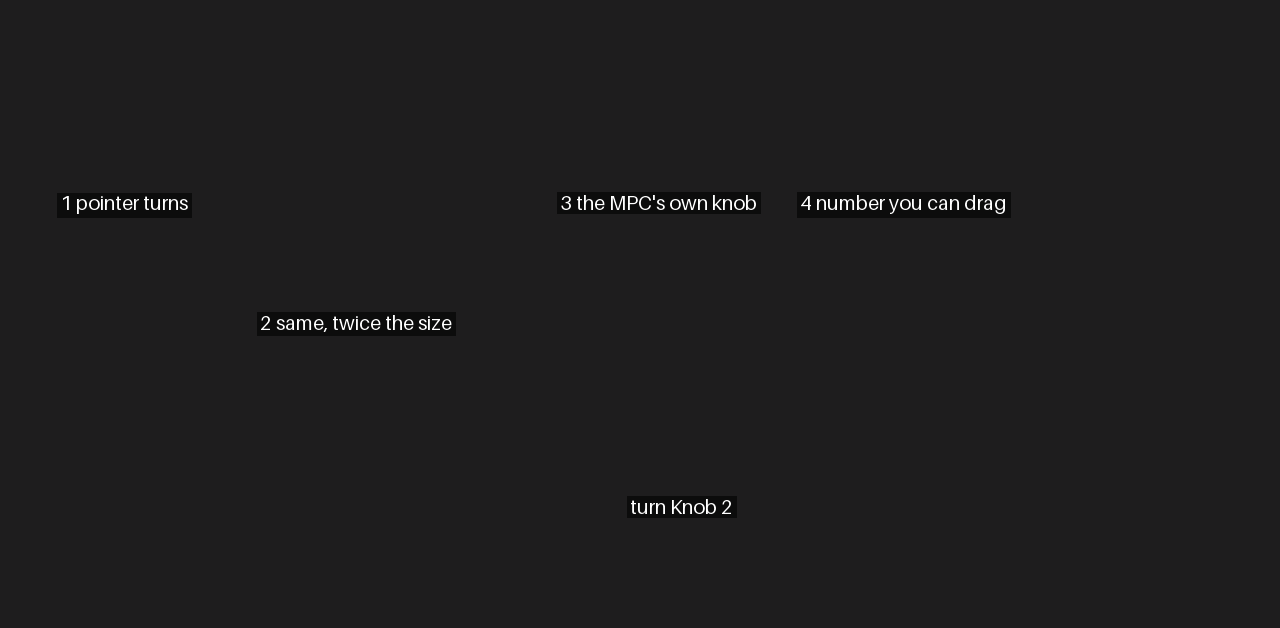 1 pointer turns
3 the MPC's own knob
4 number you can drag
2 same, twice the size
turn Knob 2